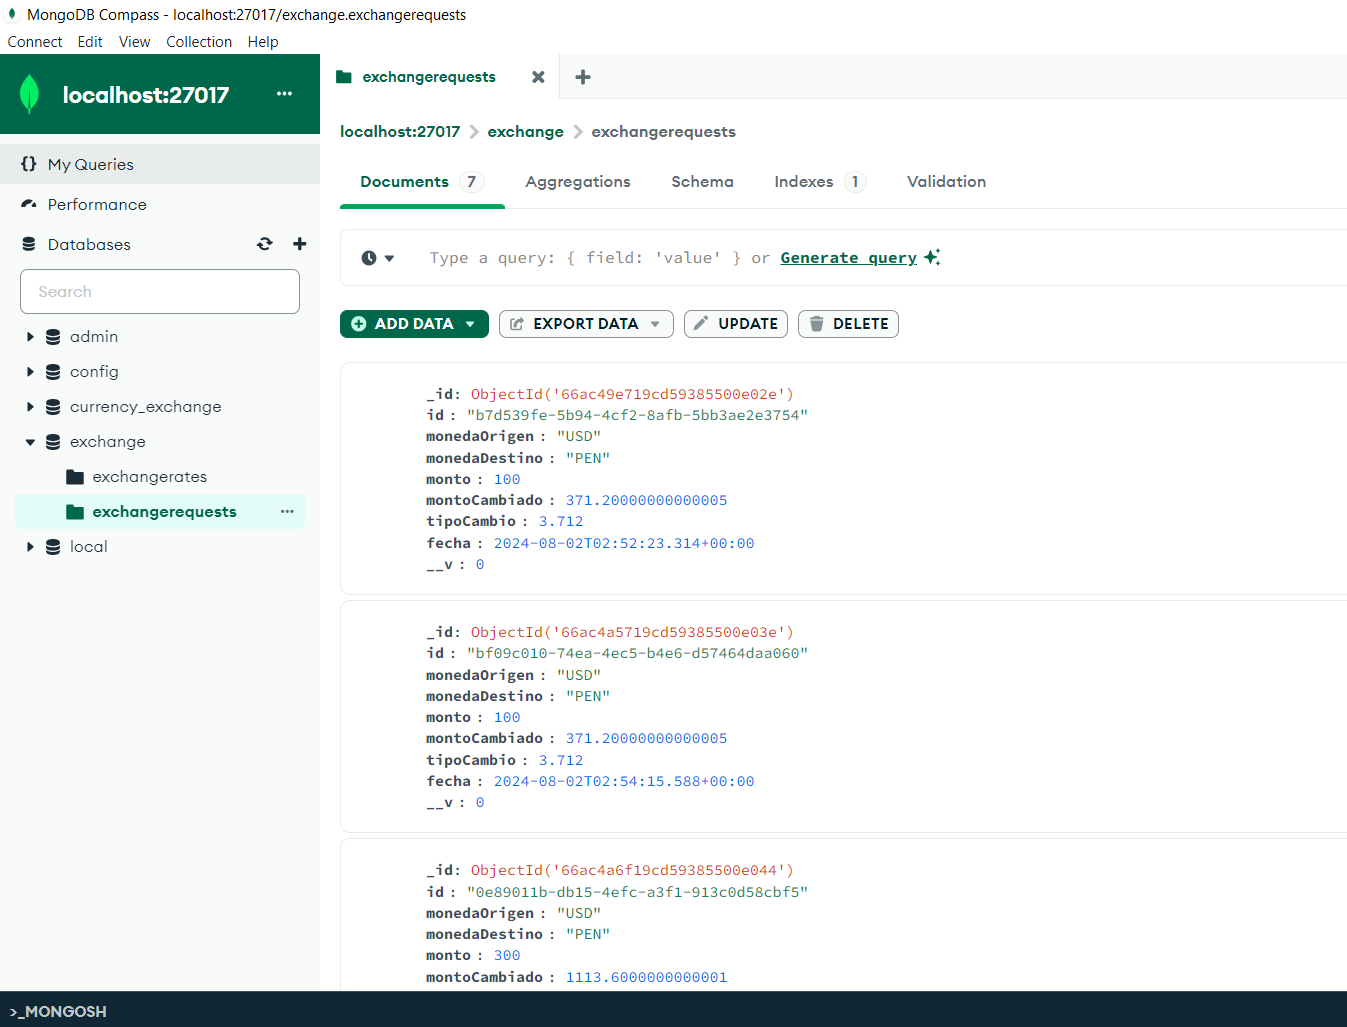 MongoDB Compass - localhost:27017/exchange.exchangerequests
Connect Edit View Collection Help
localhost:27017 ...
{} My Queries
Performance
Databases
Search
admin
config
currency_exchange
exchange
exchangerates
exchangerequests ...
local
exchangerequests
localhost:27017 > exchange > exchangerequests
Documents 7 Aggregations Schema Indexes 1 Validation
Type a query: { field: 'value' } or Generate query
ADD DATA EXPORT DATA UPDATE DELETE
_id: ObjectId('66ac49e719cd59385500e02e')
id : "b7d539fe-5b94-4cf2-8afb-5bb3ae2e3754"
monedaOrigen : "USD"
monedaDestino : "PEN"
monto : 100
montoCambiado : 371.20000000000005
tipoCambio : 3.712
fecha : 2024-08-02T02:52:23.314+00:00
__v : 0
_id: ObjectId('66ac4a5719cd59385500e03e')
id : "bf09c010-74ea-4ec5-b4e6-d57464daa060"
monedaOrigen : "USD"
monedaDestino : "PEN"
monto : 100
montoCambiado : 371.20000000000005
tipoCambio : 3.712
fecha : 2024-08-02T02:54:15.588+00:00
__v : 0
_id: ObjectId('66ac4a6f19cd59385500e044')
id : "0e89011b-db15-4efc-a3f1-913c0d58cbf5"
monedaOrigen : "USD"
monedaDestino : "PEN"
monto : 300
montoCambiado : 1113.6000000000001
>_MONGOSH